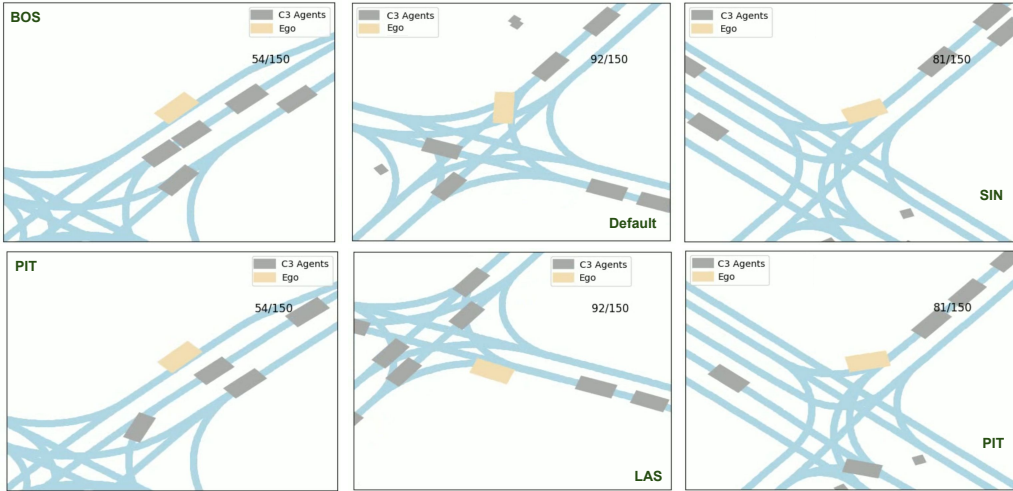 BOS
C3 Agents
Ego
54/150
C3 Agents
Ego
92/150
Default
C3 Agents
Ego
81/150
SIN
PIT
C3 Agents
Ego
54/150
C3 Agents
Ego
92/150
LAS
C3 Agents
Ego
81/150
PIT